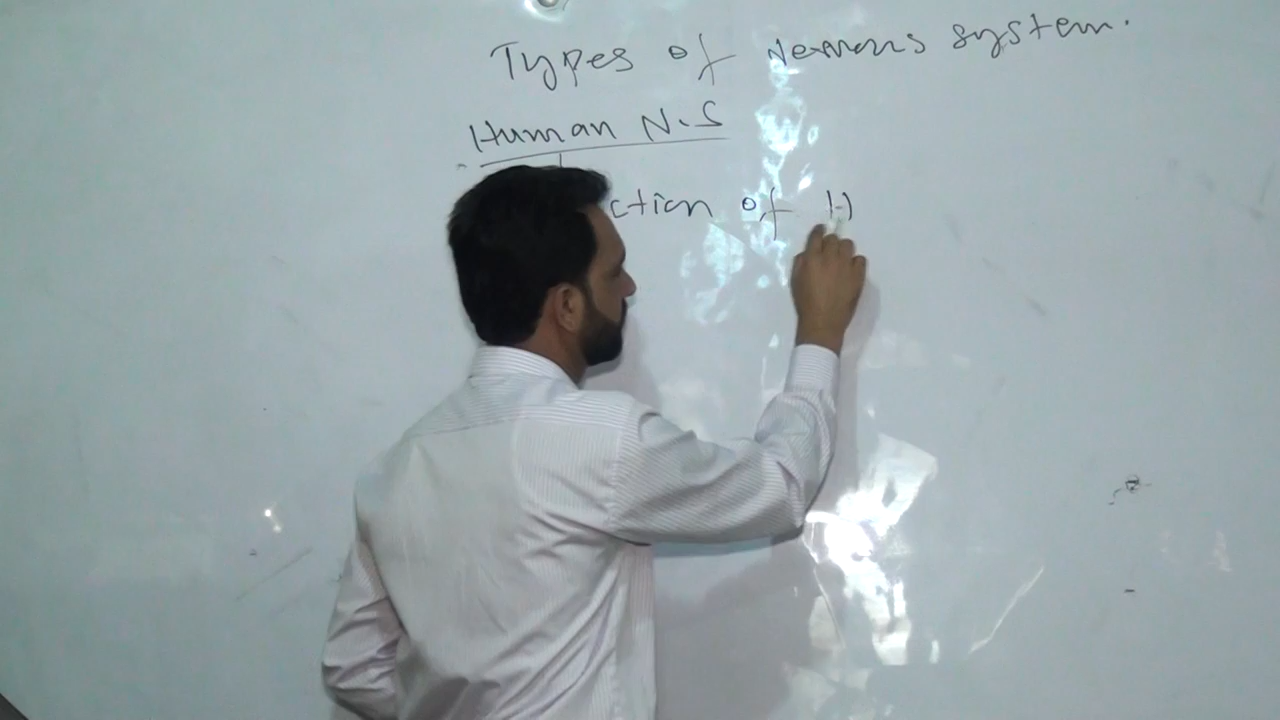 Types of Nervous system.
Human N.S
ction of H